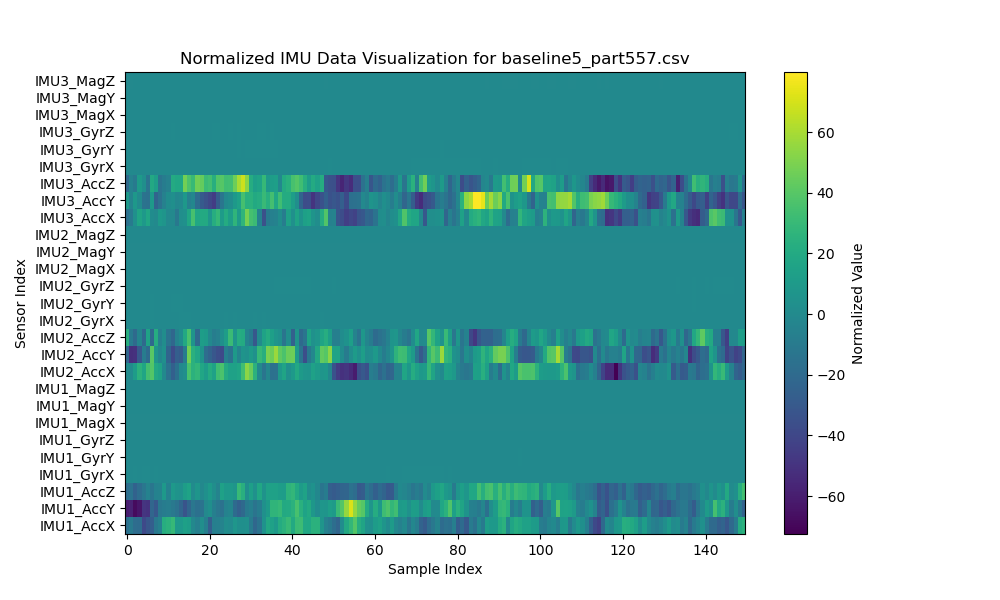 Normalized IMU Data Visualization for baseline5_part557.csv
IMU3_MagZ
IMU3_MagY
IMU3_MagX
IMU3_GyrZ
IMU3_GyrY
IMU3_GyrX
IMU3_AccZ
IMU3_AccY
IMU3_AccX
IMU2_MagZ
IMU2_MagY
IMU2_MagX
IMU2_GyrZ
IMU2_GyrY
IMU2_GyrX
IMU2_AccZ
IMU2_AccY
IMU2_AccX
IMU1_MagZ
IMU1_MagY
IMU1_MagX
IMU1_GyrZ
IMU1_GyrY
IMU1_GyrX
IMU1_AccZ
IMU1_AccY
IMU1_AccX
Sensor Index
0 20 40 60 80 100 120 140
Sample Index
60
40
20
0
−20
−40
−60
Normalized Value